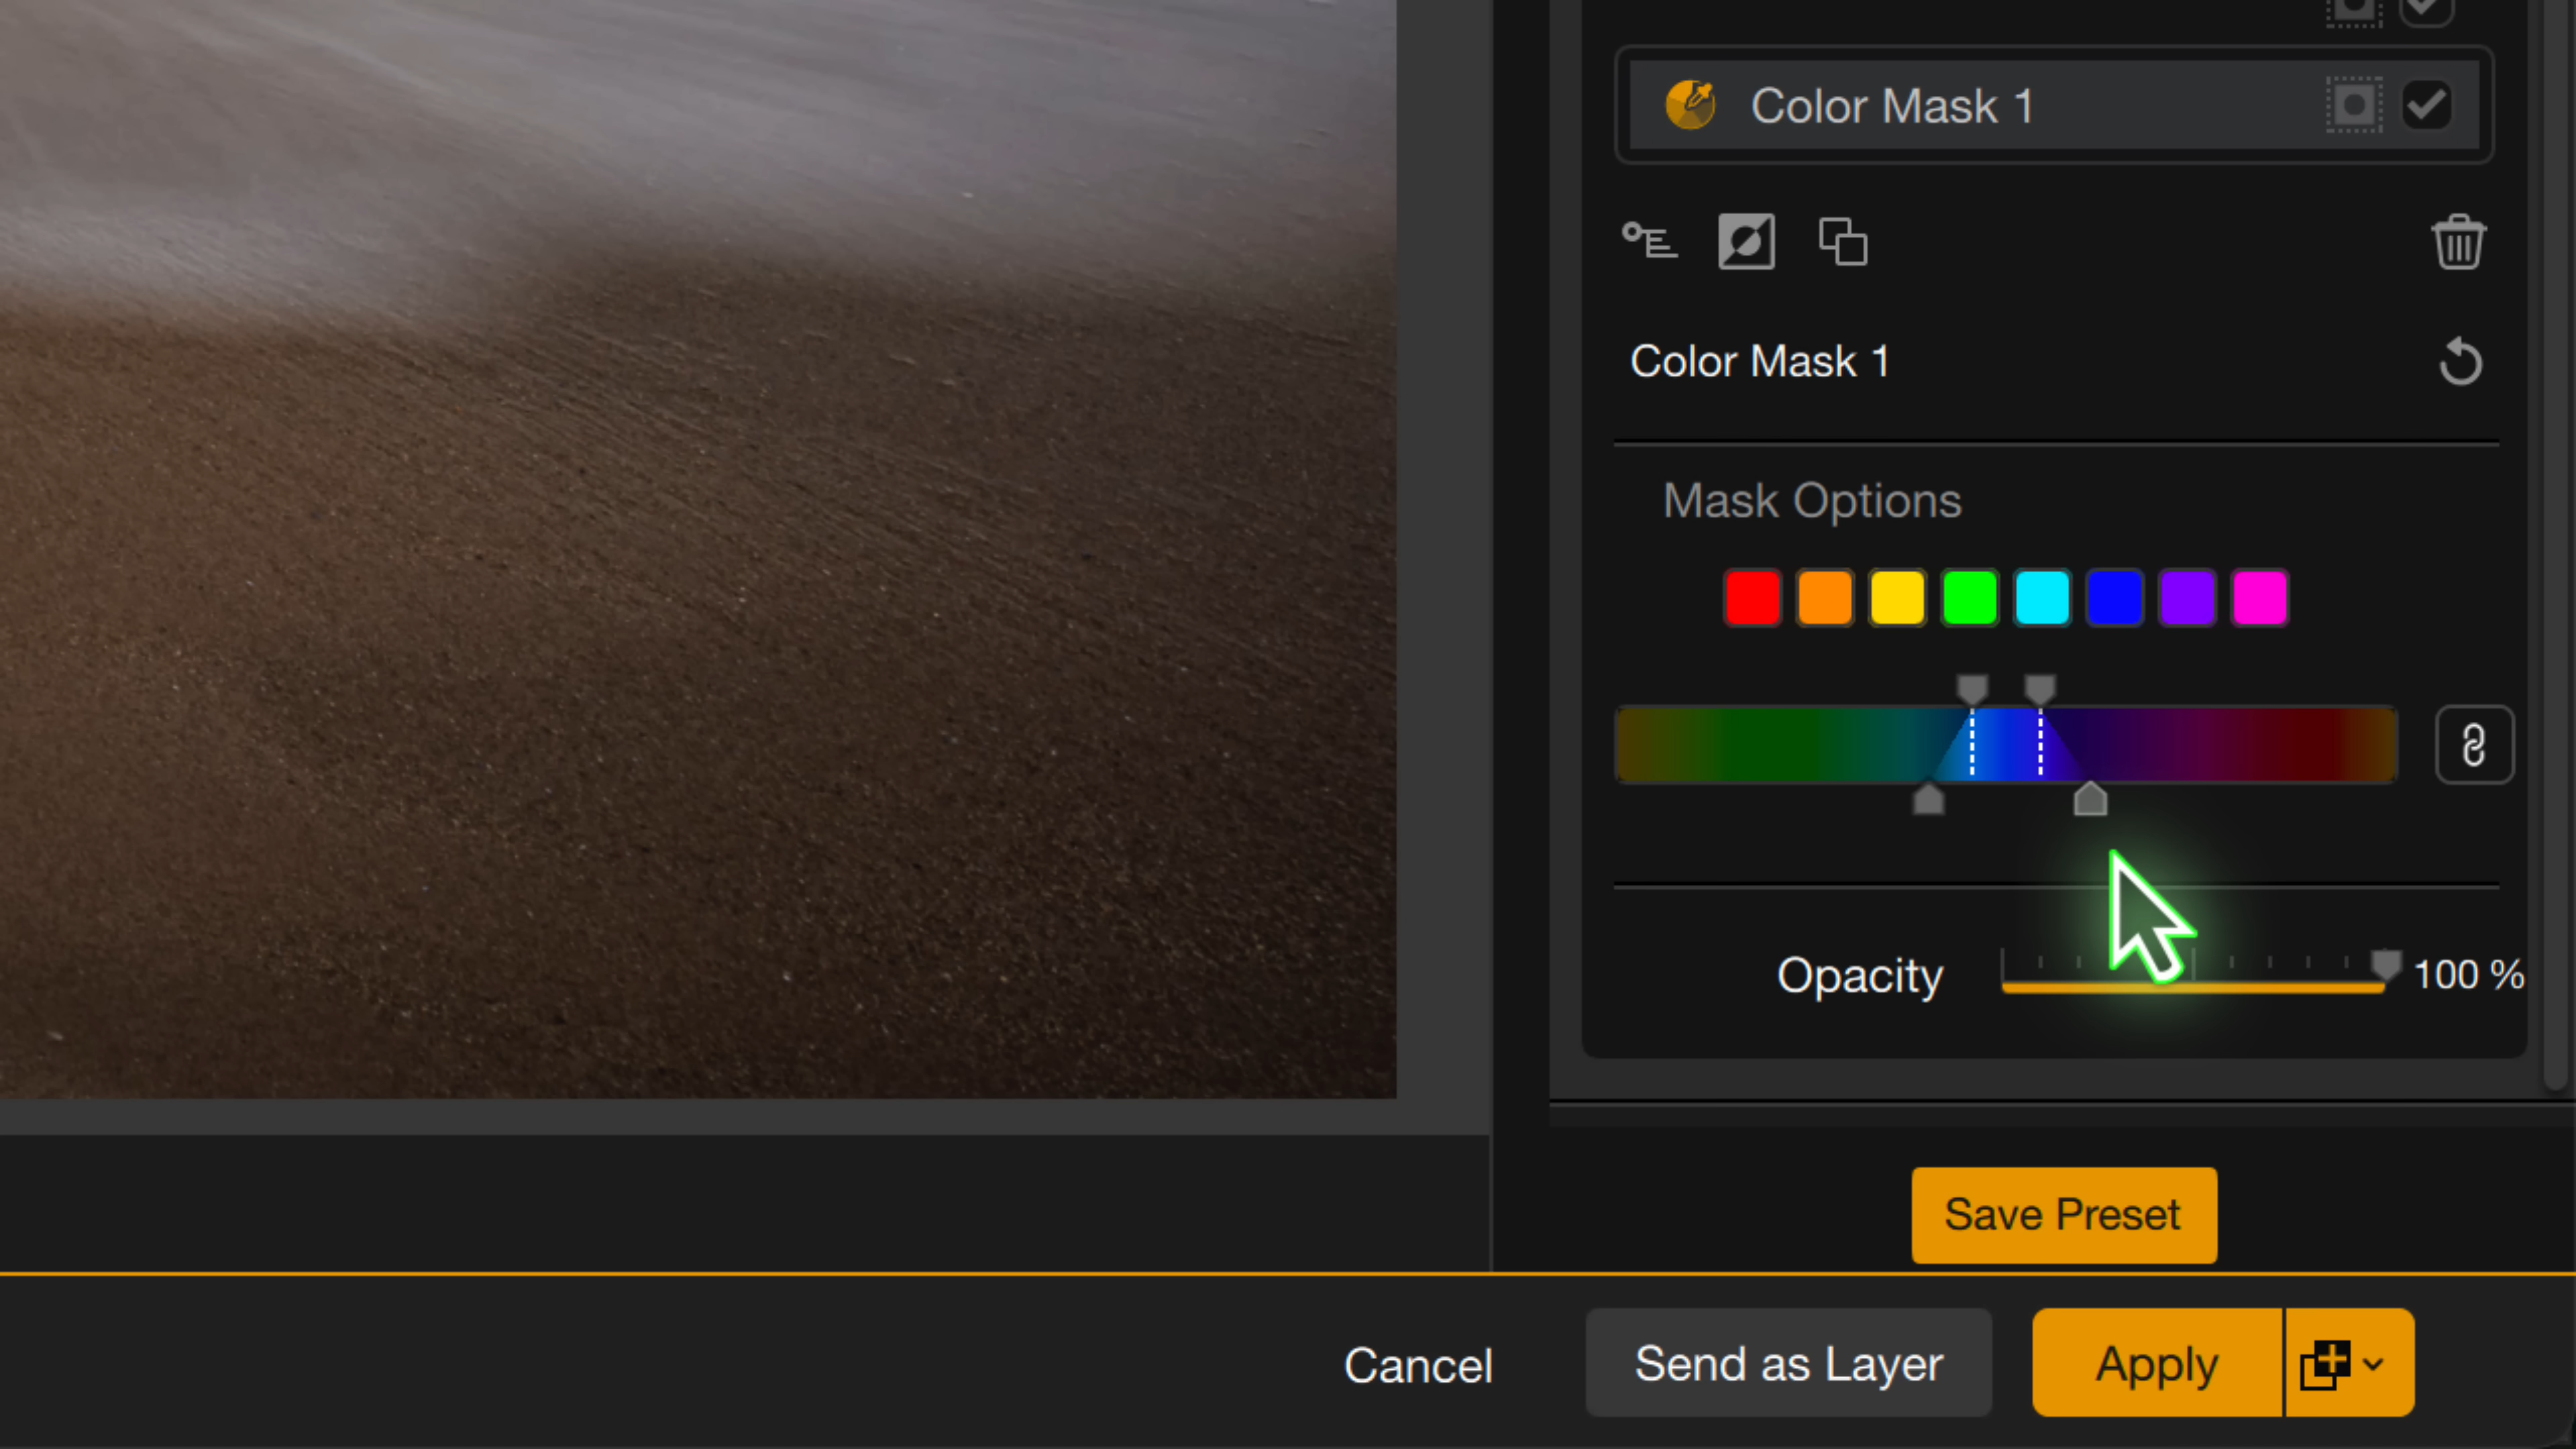 Color Mask 1
Color Mask 1
Mask Options
Opacity
100 %
Save Preset
Cancel
Send as Layer
Apply